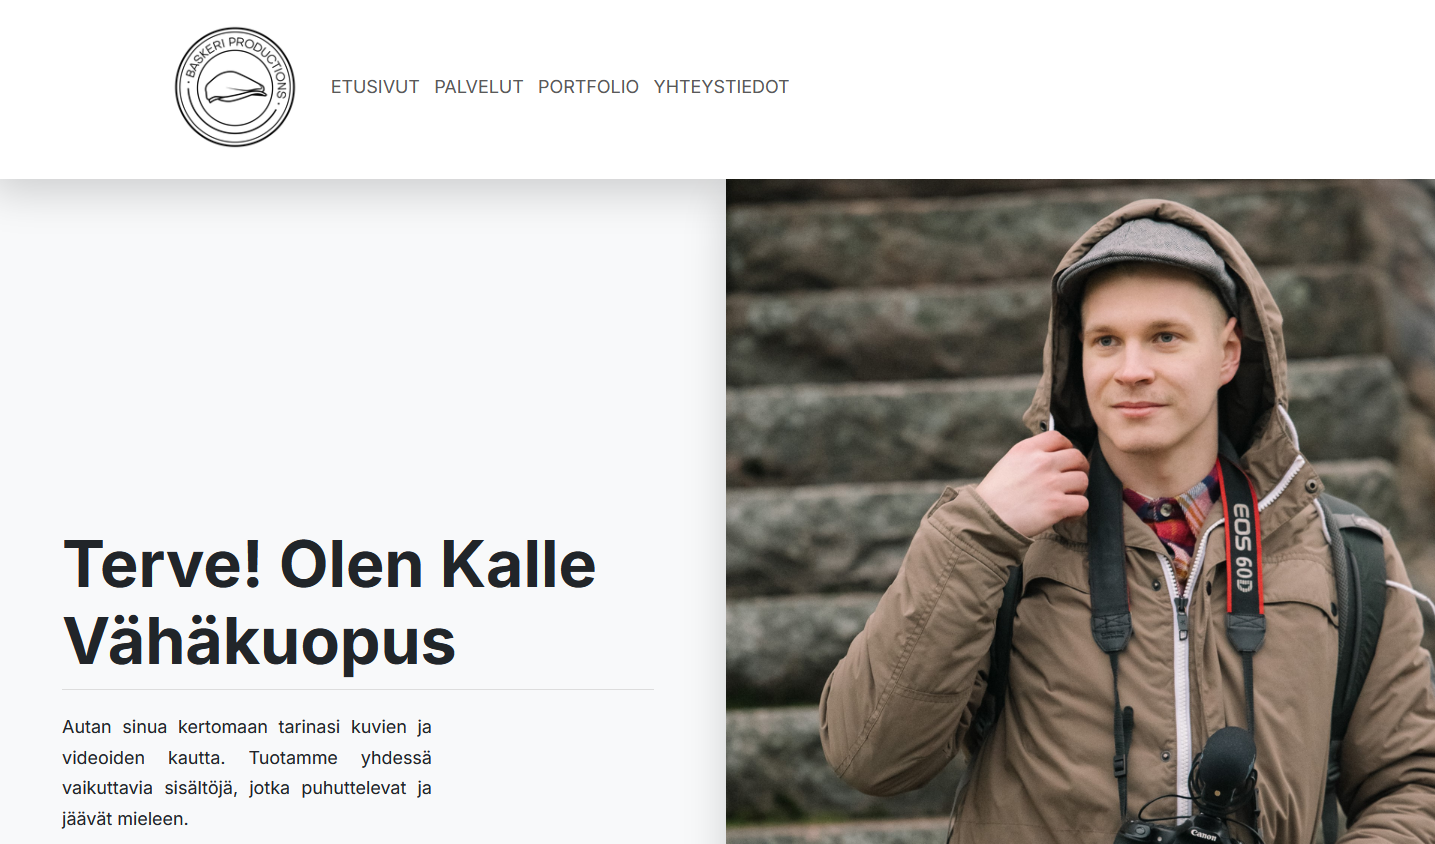 BASKERI PRODUCTIONS
ETUSIVUT PALVELUT PORTFOLIO YHTEYSTIEDOT
Terve! Olen Kalle
Vähäkuopus
Autan sinua kertomaan tarinasi kuvien ja
videoiden kautta. Tuotamme yhdessä
vaikuttavia sisältöjä, jotka puhuttelevat ja
jäävät mieleen.
EOS 60D
Canon